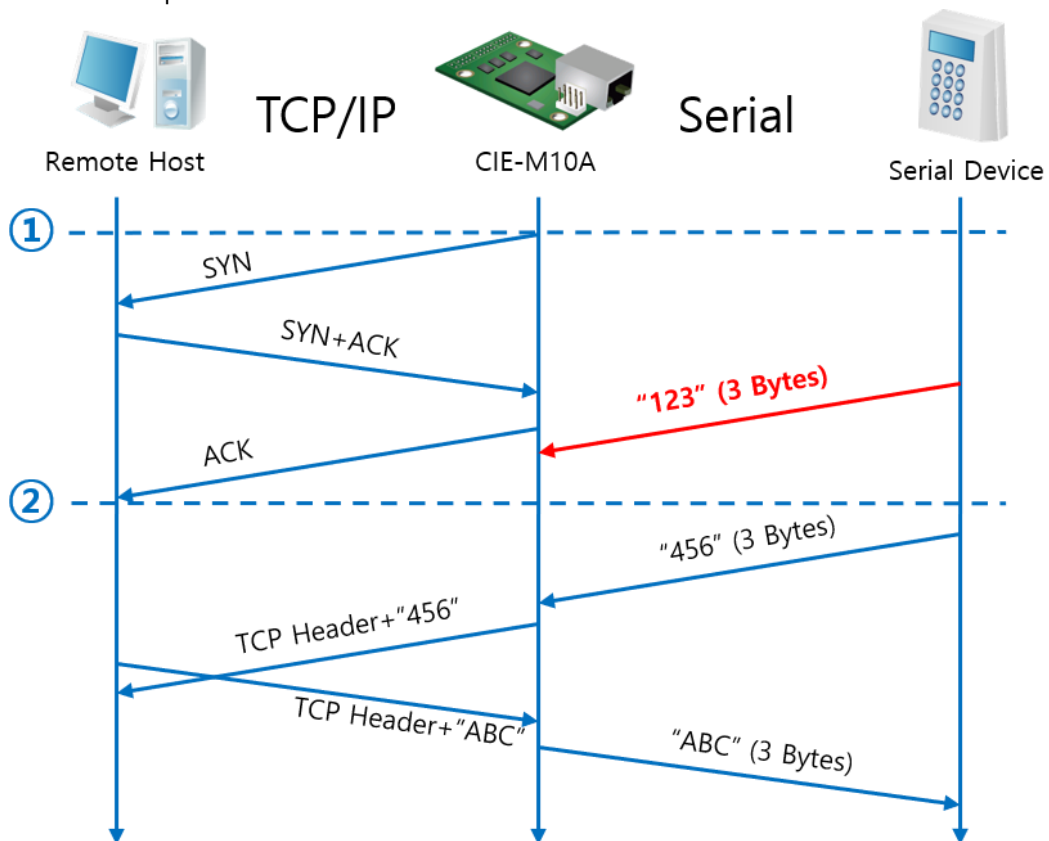 TCP/IP
Serial
Remote Host
CIE-M10A
Serial Device
①
SYN
SYN+ACK
“123” (3 Bytes)
ACK
②
“456” (3 Bytes)
TCP Header+“456”
TCP Header+“ABC”
“ABC” (3 Bytes)